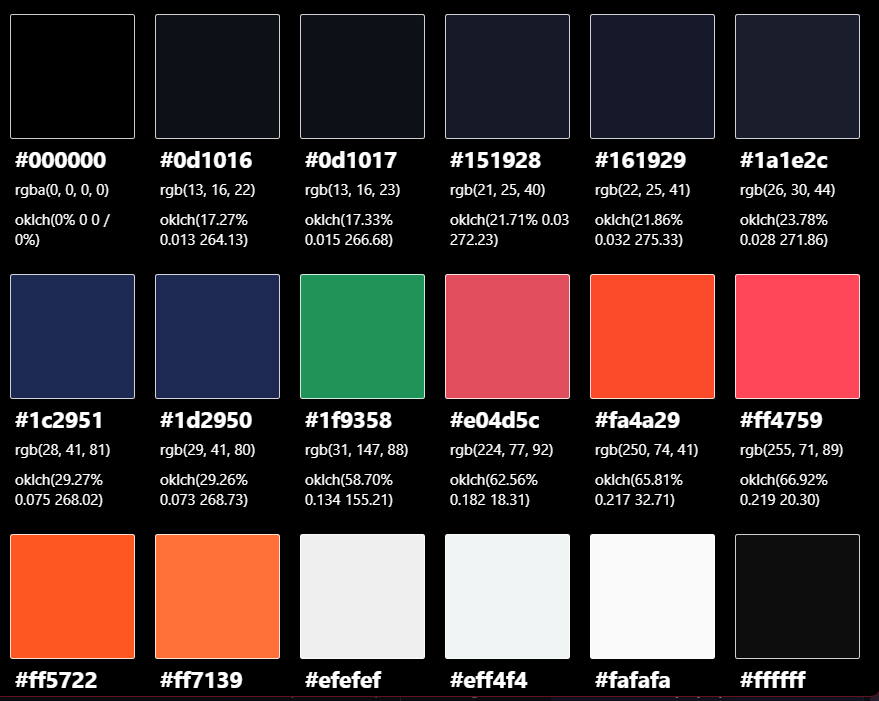 #000000
#0d1016
#0d1017
#151928
#161929
#1a1e2c
rgba(0, 0, 0, 0)
rgb(13, 16, 22)
rgb(13, 16, 23)
rgb(21, 25, 40)
rgb(22, 25, 41)
rgb(26, 30, 44)
oklch(0% 0 0 /
0%)
oklch(17.27%
0.013 264.13)
oklch(17.33%
0.015 266.68)
oklch(21.71% 0.03
272.23)
oklch(21.86%
0.032 275.33)
oklch(23.78%
0.028 271.86)
#1c2951
#1d2950
#1f9358
#e04d5c
#fa4a29
#ff4759
rgb(28, 41, 81)
rgb(29, 41, 80)
rgb(31, 147, 88)
rgb(224, 77, 92)
rgb(250, 74, 41)
rgb(255, 71, 89)
oklch(29.27%
0.075 268.02)
oklch(29.26%
0.073 268.73)
oklch(58.70%
0.134 155.21)
oklch(62.56%
0.182 18.31)
oklch(65.81%
0.217 32.71)
oklch(66.92%
0.219 20.30)
#ff5722
#ff7139
#efefef
#eff4f4
#fafafa
#ffffff